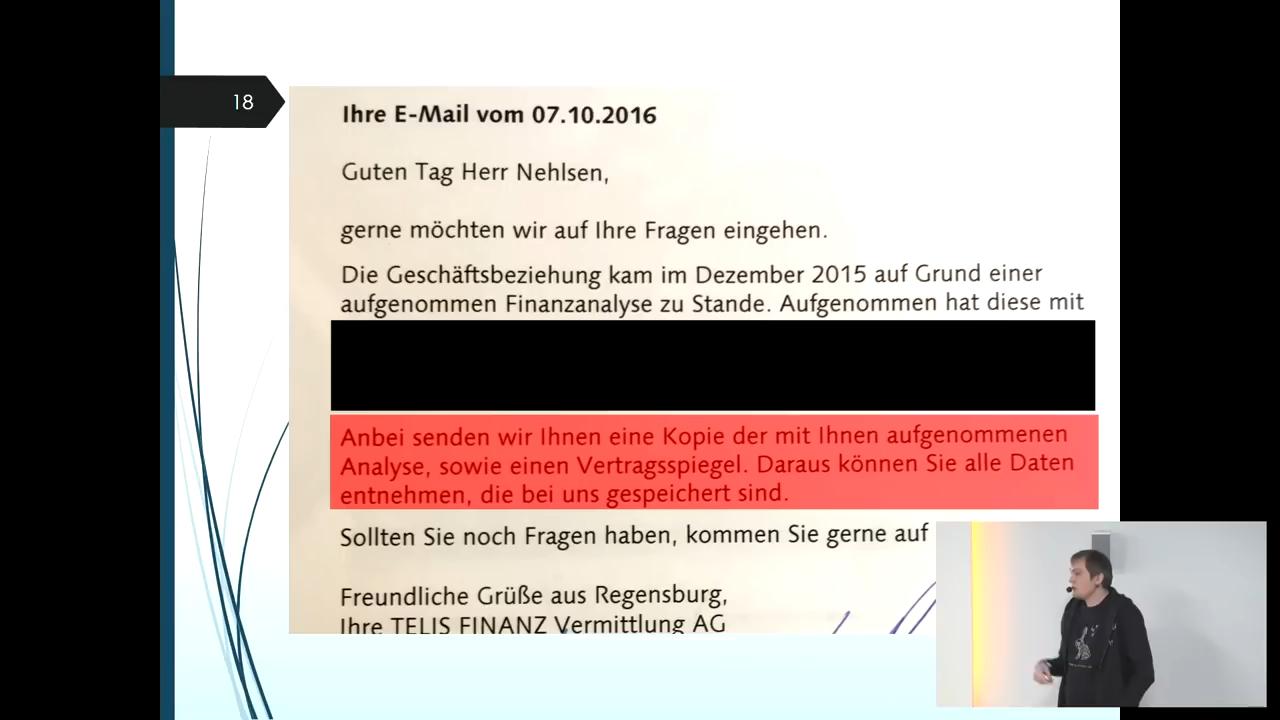 18
Ihre E-Mail vom 07.10.2016
Guten Tag Herr Nehlsen,
gerne möchten wir auf Ihre Fragen eingehen.
Die Geschäftsbeziehung kam im Dezember 2015 auf Grund einer
aufgenommen Finanzanalyse zu Stande. Aufgenommen hat diese mit
Anbei senden wir Ihnen eine Kopie der mit Ihnen aufgenommenen
Analyse, sowie einen Vertragsspiegel. Daraus können Sie alle Daten
entnehmen, die bei uns gespeichert sind.
Sollten Sie noch Fragen haben, kommen Sie gerne auf
Freundliche Grüße aus Regensburg,
Ihre TELIS FINANZ Vermittlung AG